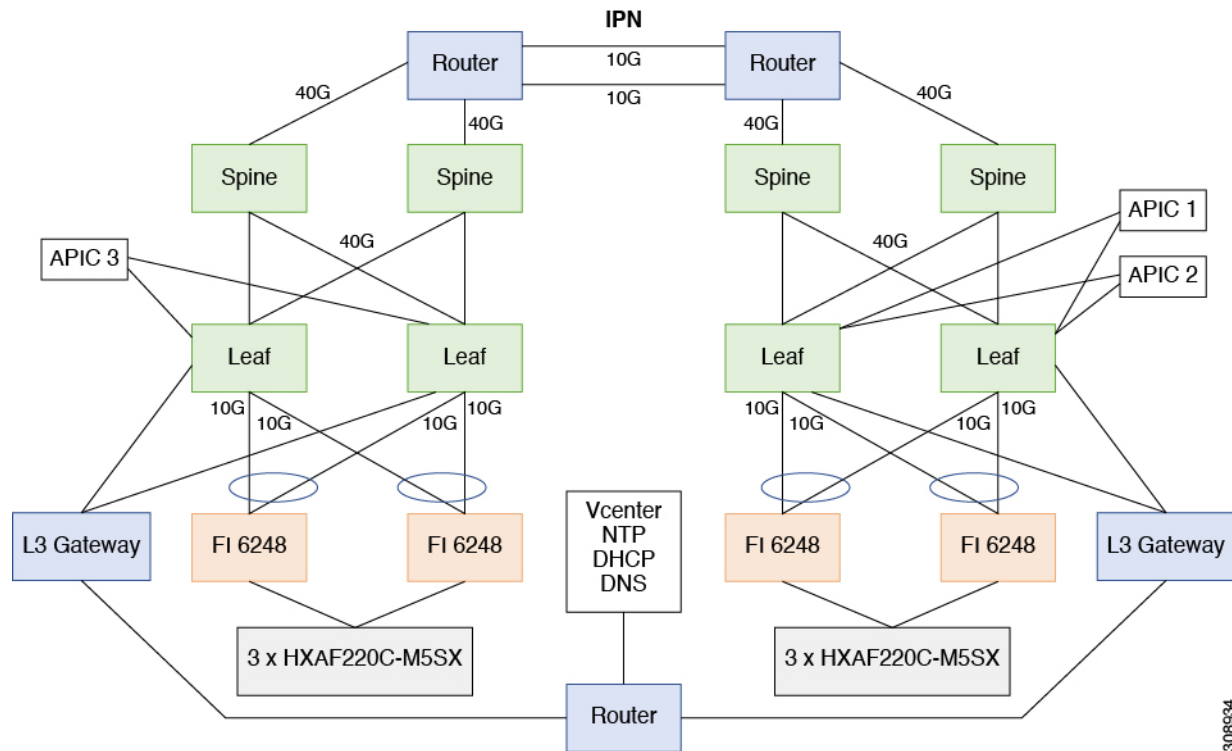 IPN
Router
10G
10G
Router
40G
40G
40G
40G
Spine
Spine
Spine
Spine
APIC 1
APIC 3
40G
40G
APIC 2
Leaf
Leaf
Leaf
Leaf
10G
10G
10G
10G
10G
10G
10G
10G
L3 Gateway
FI 6248
FI 6248
Vcenter
NTP
DHCP
DNS
FI 6248
FI 6248
L3 Gateway
3 x HXAF220C-M5SX
3 x HXAF220C-M5SX
Router
308934